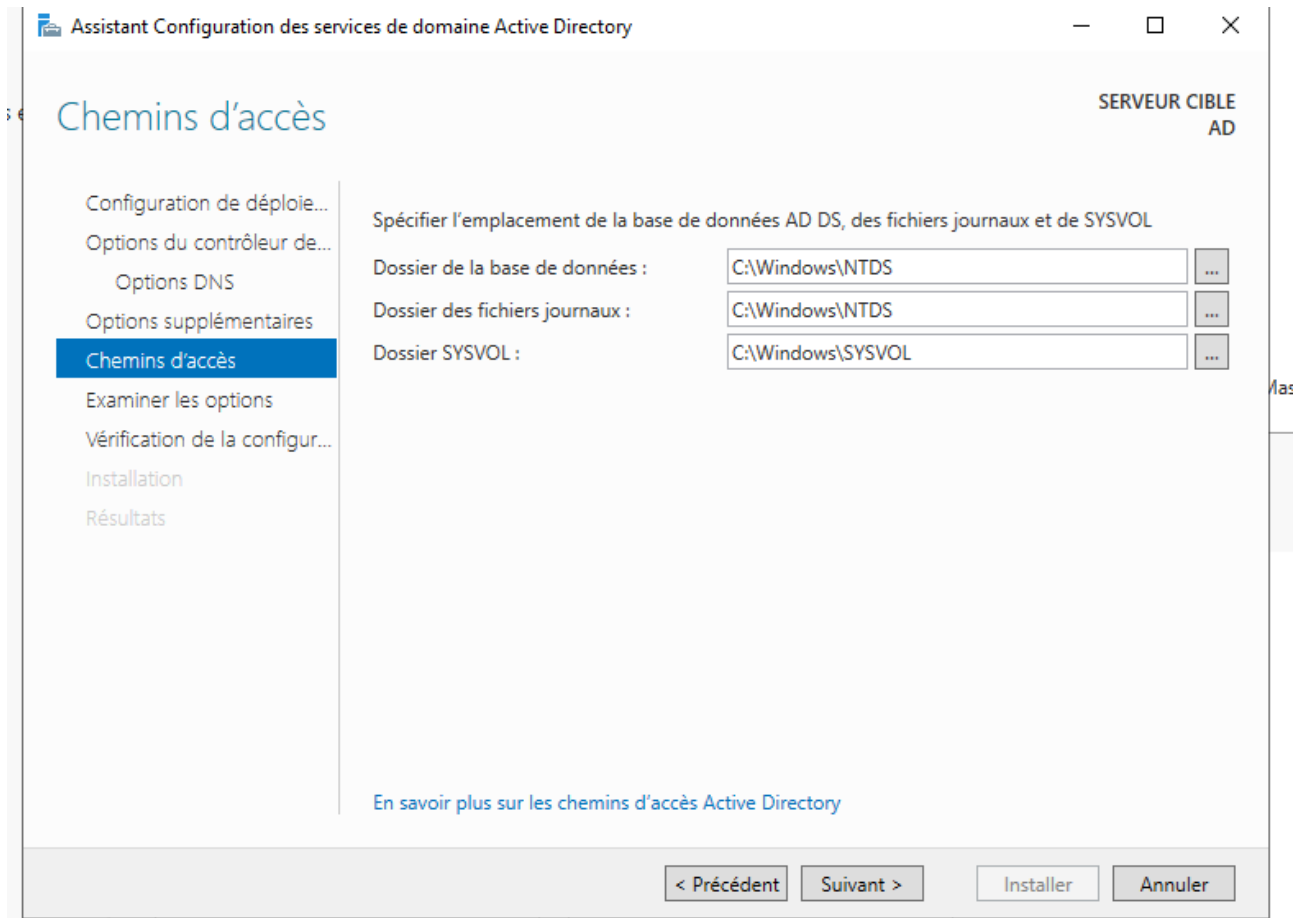 Assistant Configuration des services de domaine Active Directory
Chemins d’accès
SERVEUR CIBLE
AD
Configuration de déploie...
Options du contrôleur de...
Options DNS
Options supplémentaires
Chemins d’accès
Examiner les options
Vérification de la configur...
Installation
Résultats
Spécifier l’emplacement de la base de données AD DS, des fichiers journaux et de SYSVOL
Dossier de la base de données : C:\Windows\NTDS ...
Dossier des fichiers journaux : C:\Windows\NTDS ...
Dossier SYSVOL : C:\Windows\SYSVOL ...
En savoir plus sur les chemins d’accès Active Directory
< Précédent Suivant > Installer Annuler